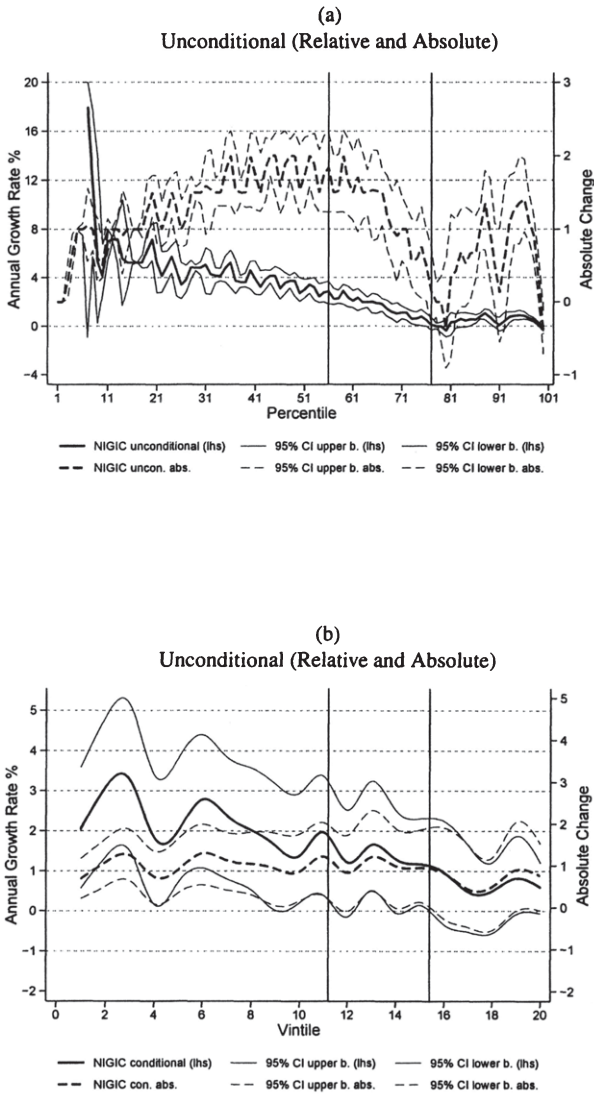 (a)
Unconditional (Relative and Absolute)
20
16
12
8
4
0
−4
Annual Growth Rate %
3
2
1
0
−1
Absolute Change
1 11 21 31 41 51 61 71 81 91 101
Percentile
NIGIC unconditional (lhs) 95% CI upper b. (lhs) 95% CI lower b. (lhs)
NIGIC uncon. abs. 95% CI upper b. abs. 95% CI lower b. abs.
(b)
Unconditional (Relative and Absolute)
5
4
3
2
1
0
−1
−2
Annual Growth Rate %
5
4
3
2
1
0
−1
−2
Absolute Change
0 2 4 6 8 10 12 14 16 18 20
Vintile
NIGIC conditional (lhs) 95% CI upper b. (lhs) 95% CI lower b. (lhs)
NIGIC con. abs. 95% CI upper b. abs. 95% CI lower b. abs.